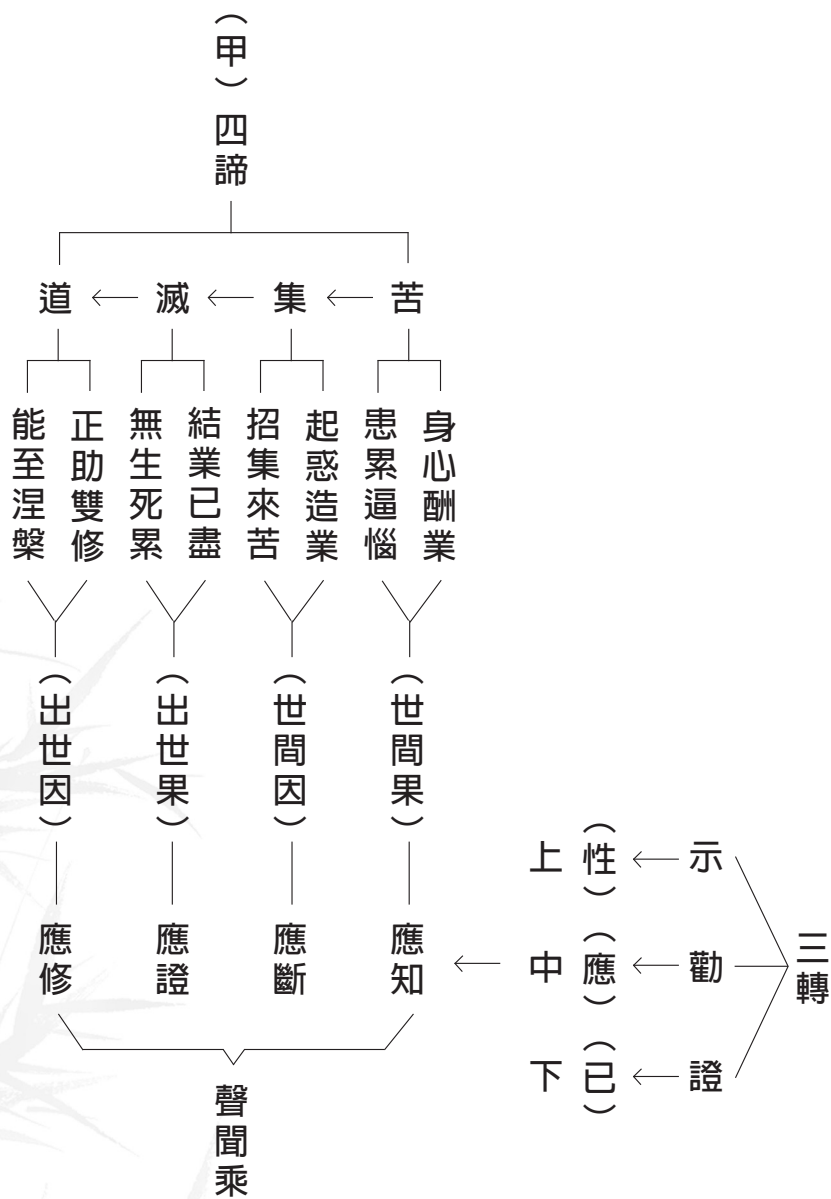 (甲)四諦
苦
集
滅
道
身心酬業
患累逼惱
起惑造業
招集來苦
結業已盡
無生死累
正助雙修
能至涅槃
(世間果)
(世間因)
(出世果)
(出世因)
應知
應斷
應證
應修
聲聞乘
三轉
示
勸
證
(性)
(應)
(已)
上
中
下